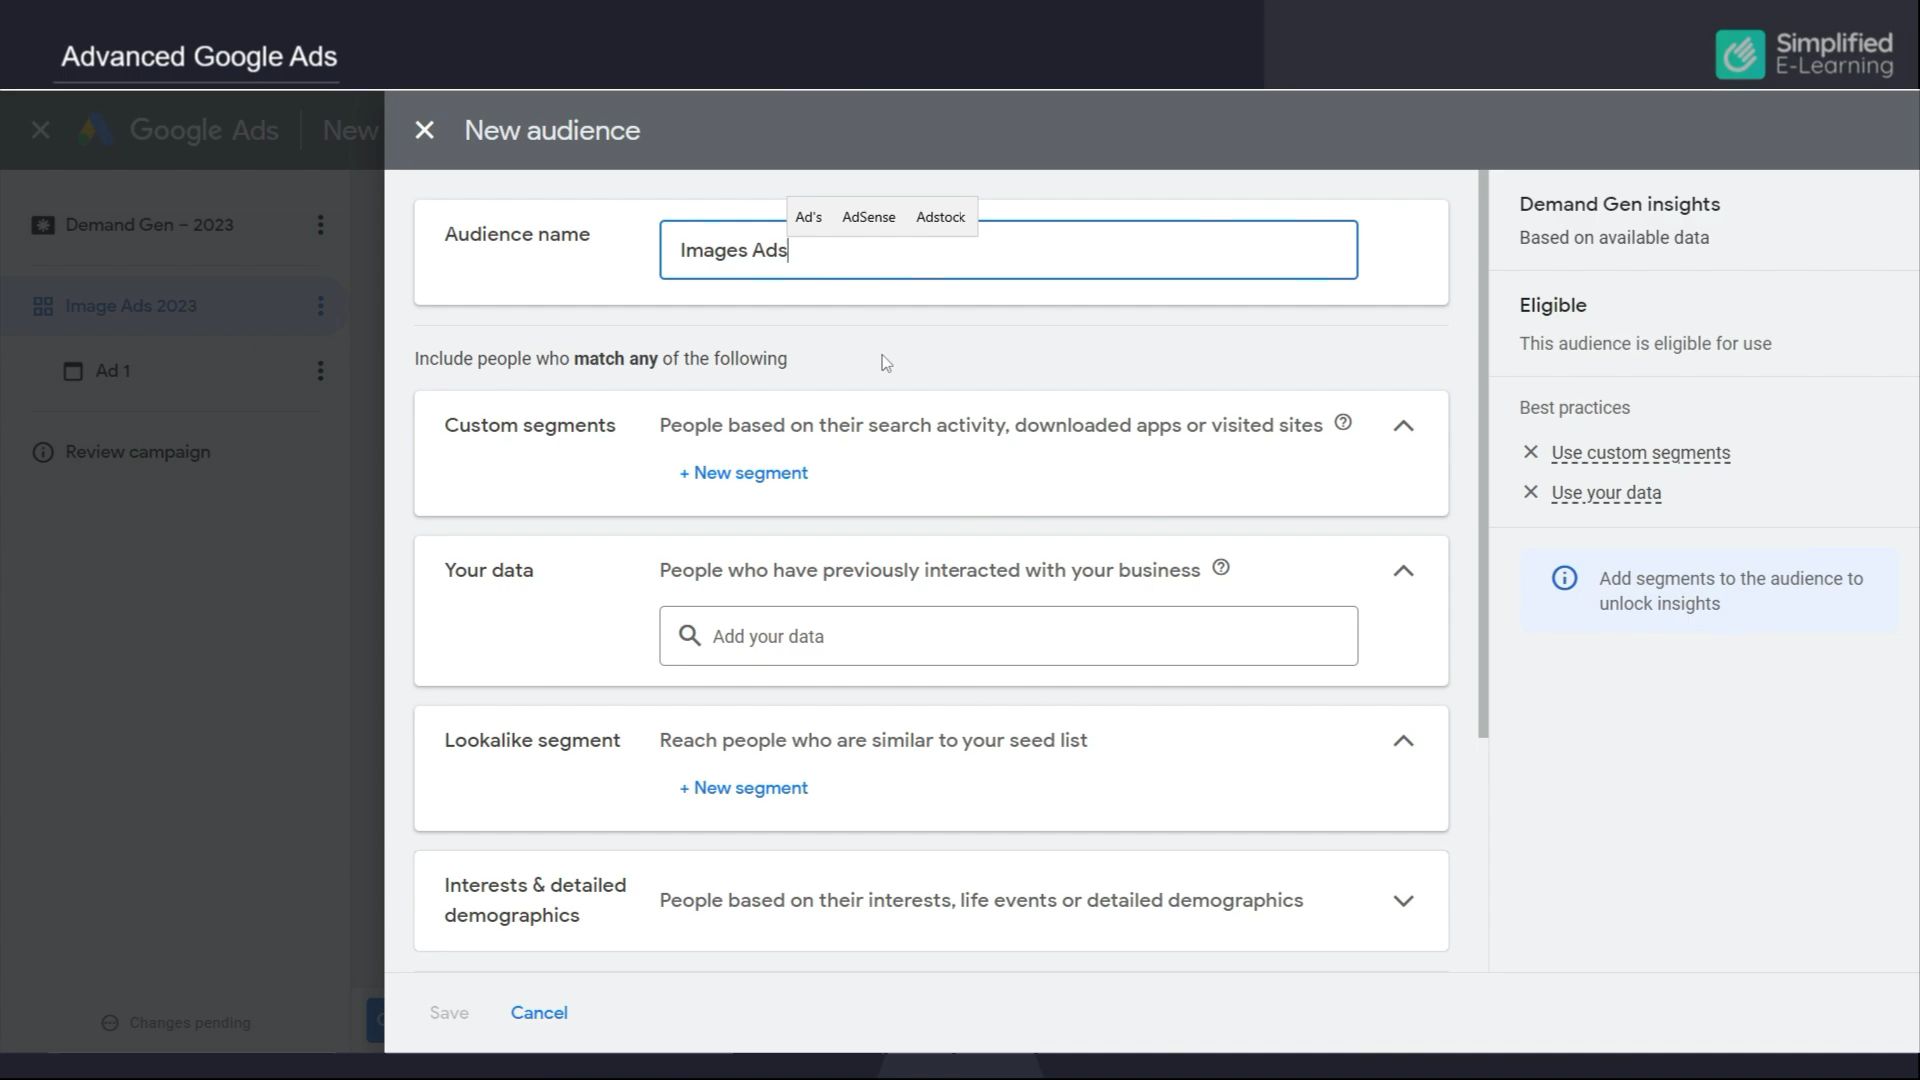 Advanced Google Ads
Simplified
E-Learning
Google Ads
New
New audience
Demand Gen – 2023
Image Ads 2023
Ad 1
Review campaign
Changes pending
Audience name
Ad's AdSense Adstock
Images Ads
Include people who match any of the following
Custom segments
People based on their search activity, downloaded apps or visited sites
+ New segment
Your data
People who have previously interacted with your business
Add your data
Lookalike segment
Reach people who are similar to your seed list
+ New segment
Interests & detailed
demographics
People based on their interests, life events or detailed demographics
Save
Cancel
Demand Gen insights
Based on available data
Eligible
This audience is eligible for use
Best practices
Use custom segments
Use your data
Add segments to the audience to
unlock insights